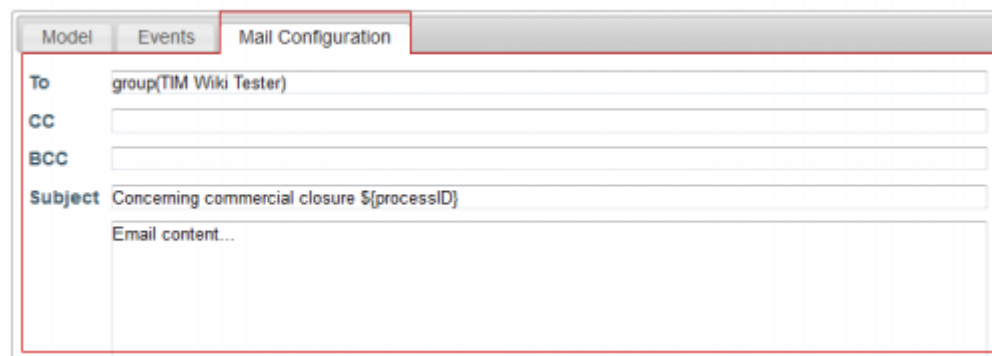 Model Events Mail Configuration
To group(TIM Wiki Tester)
CC
BCC
Subject Concerning commercial closure ${processID}
Email content...